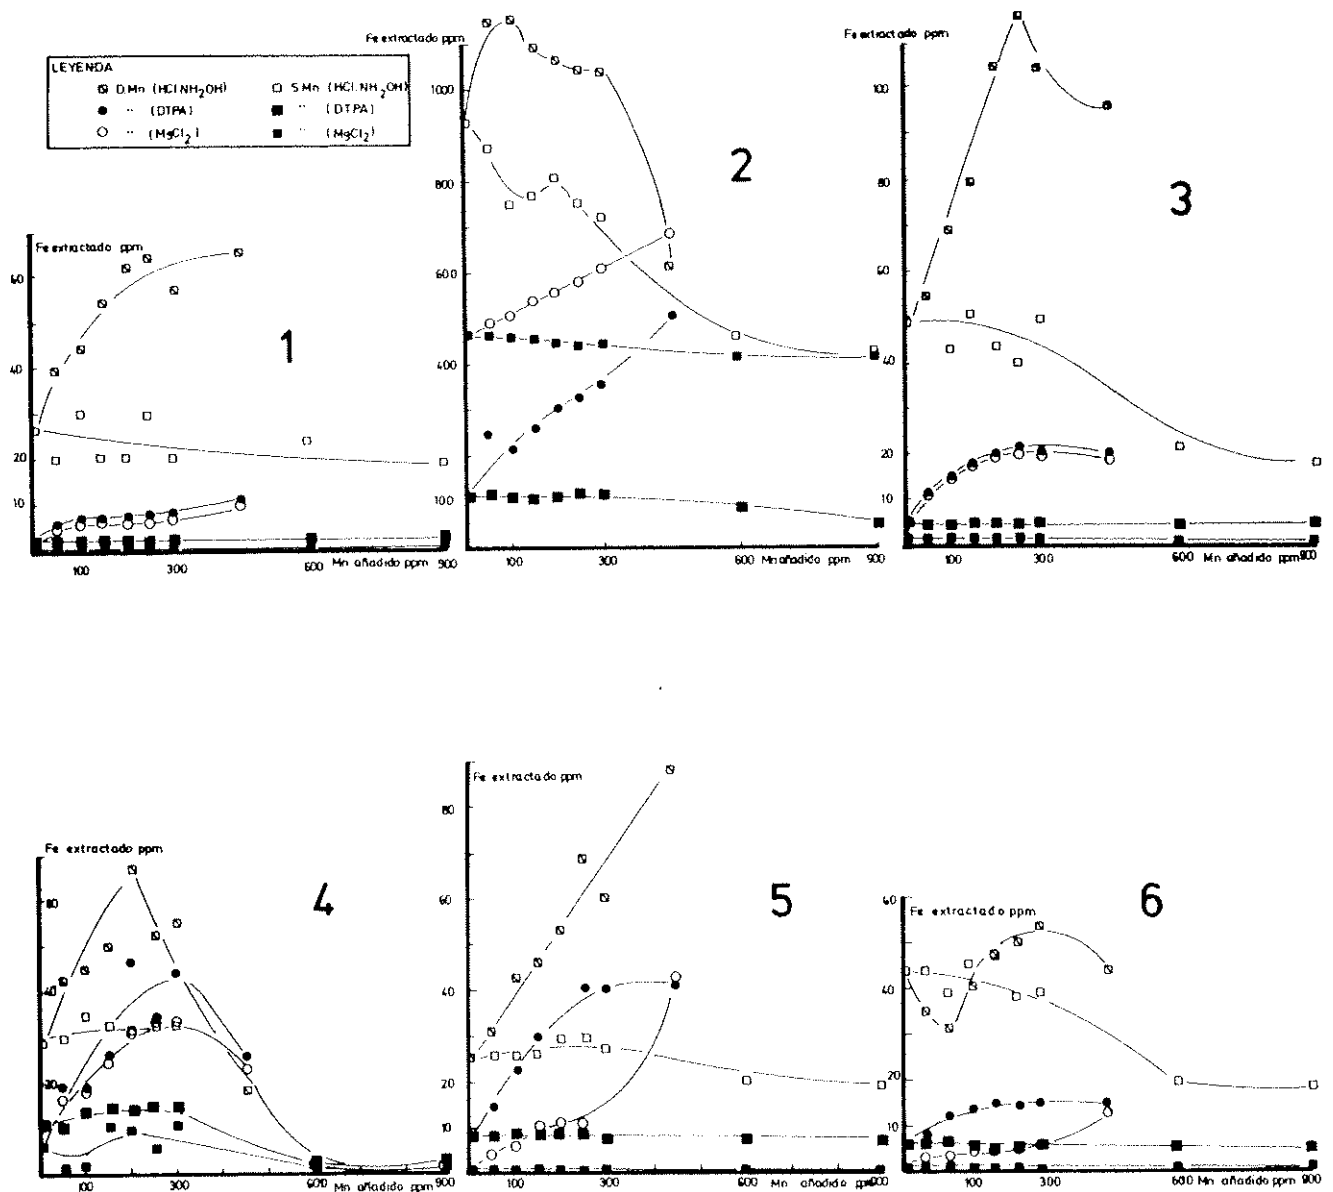 LEYENDA
D.Mn (HCl.NH2OH) S.Mn (HCl.NH2OH)
" (DTPA) " (DTPA)
" (MgCl2) " (MgCl2)
Fe extractado ppm
60
40
20
10
100 300 600 Mn añadido ppm 900
1
Fe extractado ppm
1000
800
600
400
100
100 300 600 Mn añadido ppm 900
2
Fe extractado ppm
100
80
60
40
20
10
100 300 600 Mn añadido ppm 900
3
Fe extractado ppm
80
40
20
100 300 Mn añadido ppm 600 900
4
Fe extractado ppm
80
60
40
20
10
100 300 600 Mn añadido ppm 900
5
60
Fe extractado ppm
40
20
10
100 300 Mn añadido ppm 600 900
6